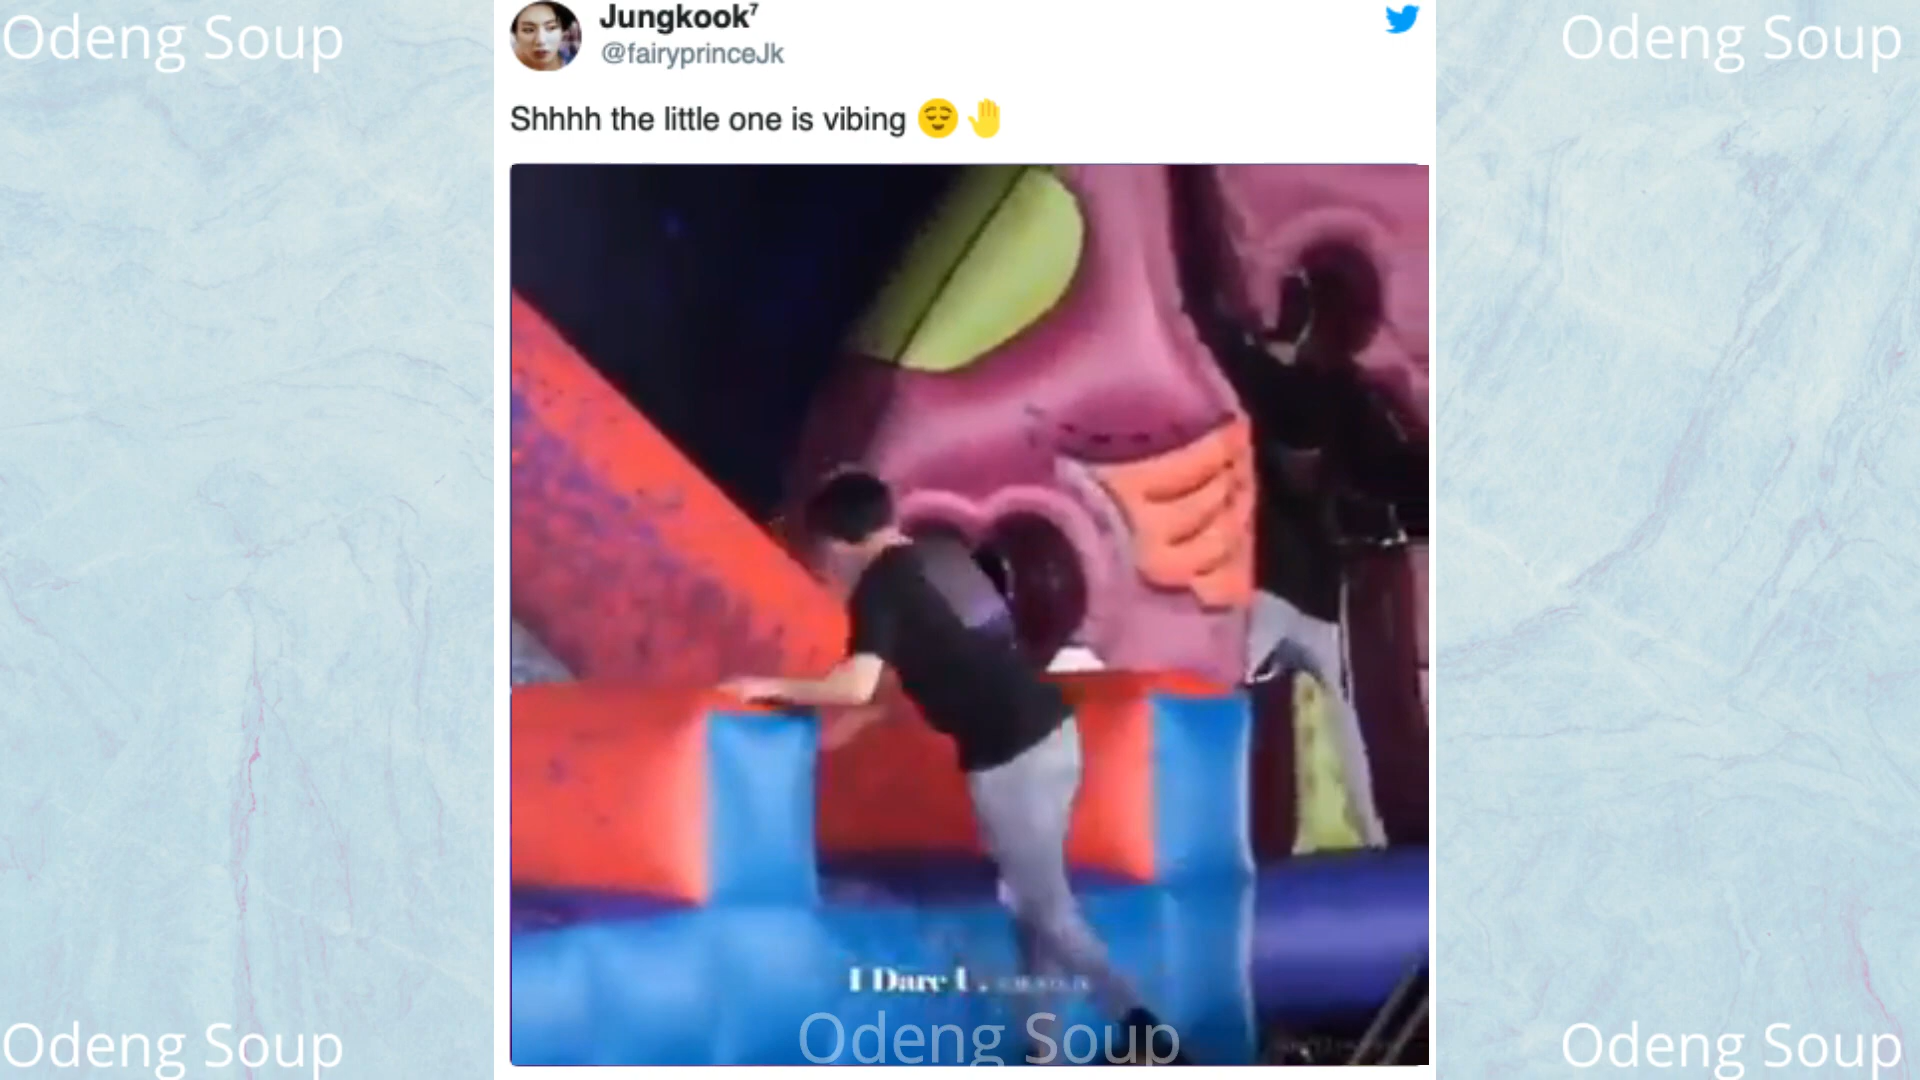 Odeng Soup
Odeng Soup
Jungkook⁷
@fairyprinceJk
Shhhh the little one is vibing 😌🤚
I Dare U .
Odeng Soup
Odeng Soup
Odeng Soup